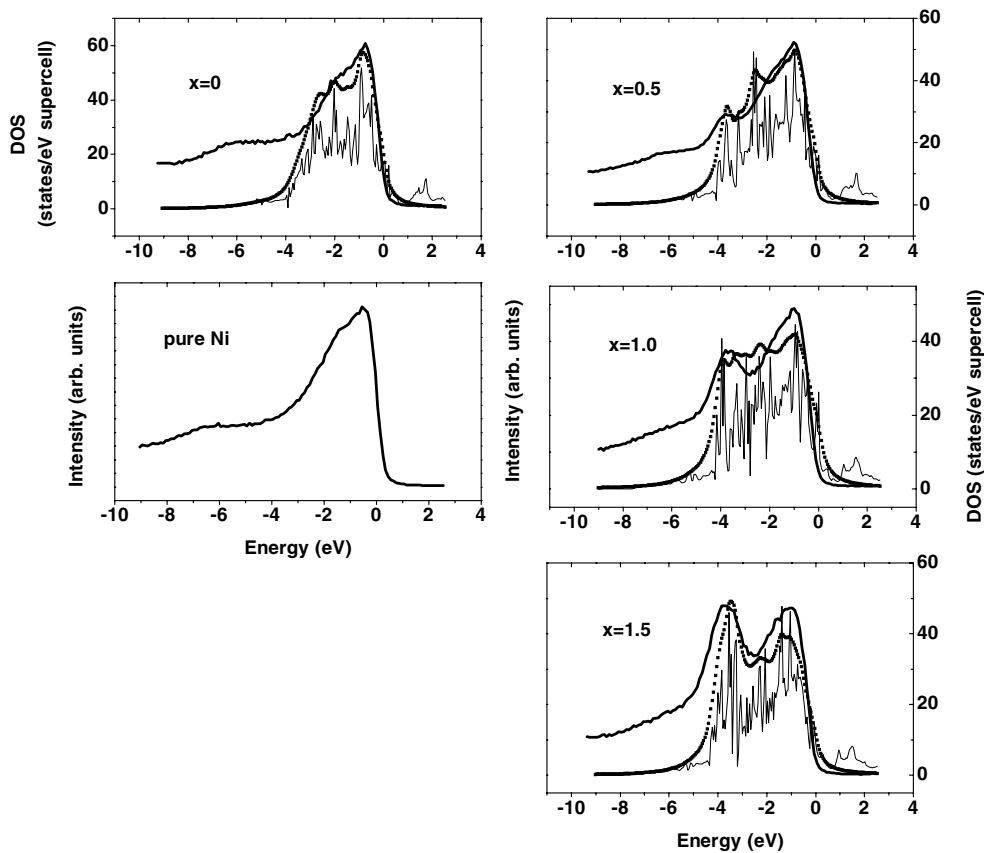 DOS
(states/eV supercell)
60
40
20
0
x=0
-10 -8 -6 -4 -2 0 2 4
x=0.5
60
40
20
0
-10 -8 -6 -4 -2 0 2 4
Intensity (arb. units)
pure Ni
-10 -8 -6 -4 -2 0 2 4
Energy (eV)
Intensity (arb. units)
x=1.0
40
20
0
DOS (states/eV supercell)
-10 -8 -6 -4 -2 0 2 4
x=1.5
60
40
20
0
-10 -8 -6 -4 -2 0 2 4
Energy (eV)